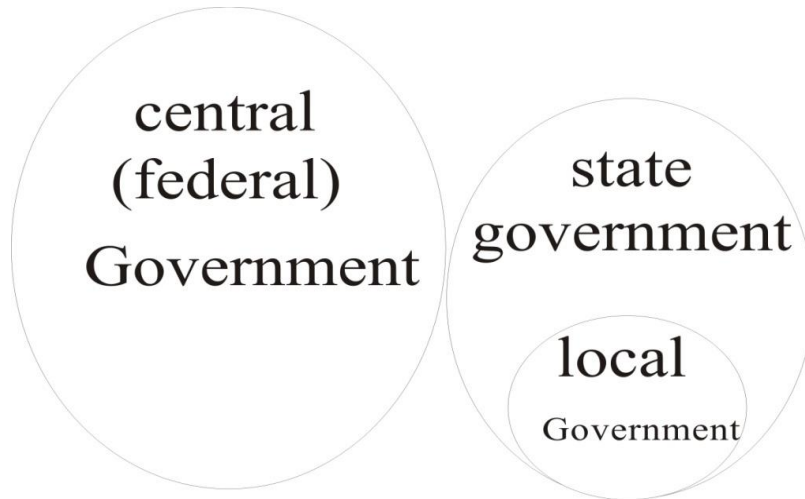 central
(federal)
Government
state
government
local
Government